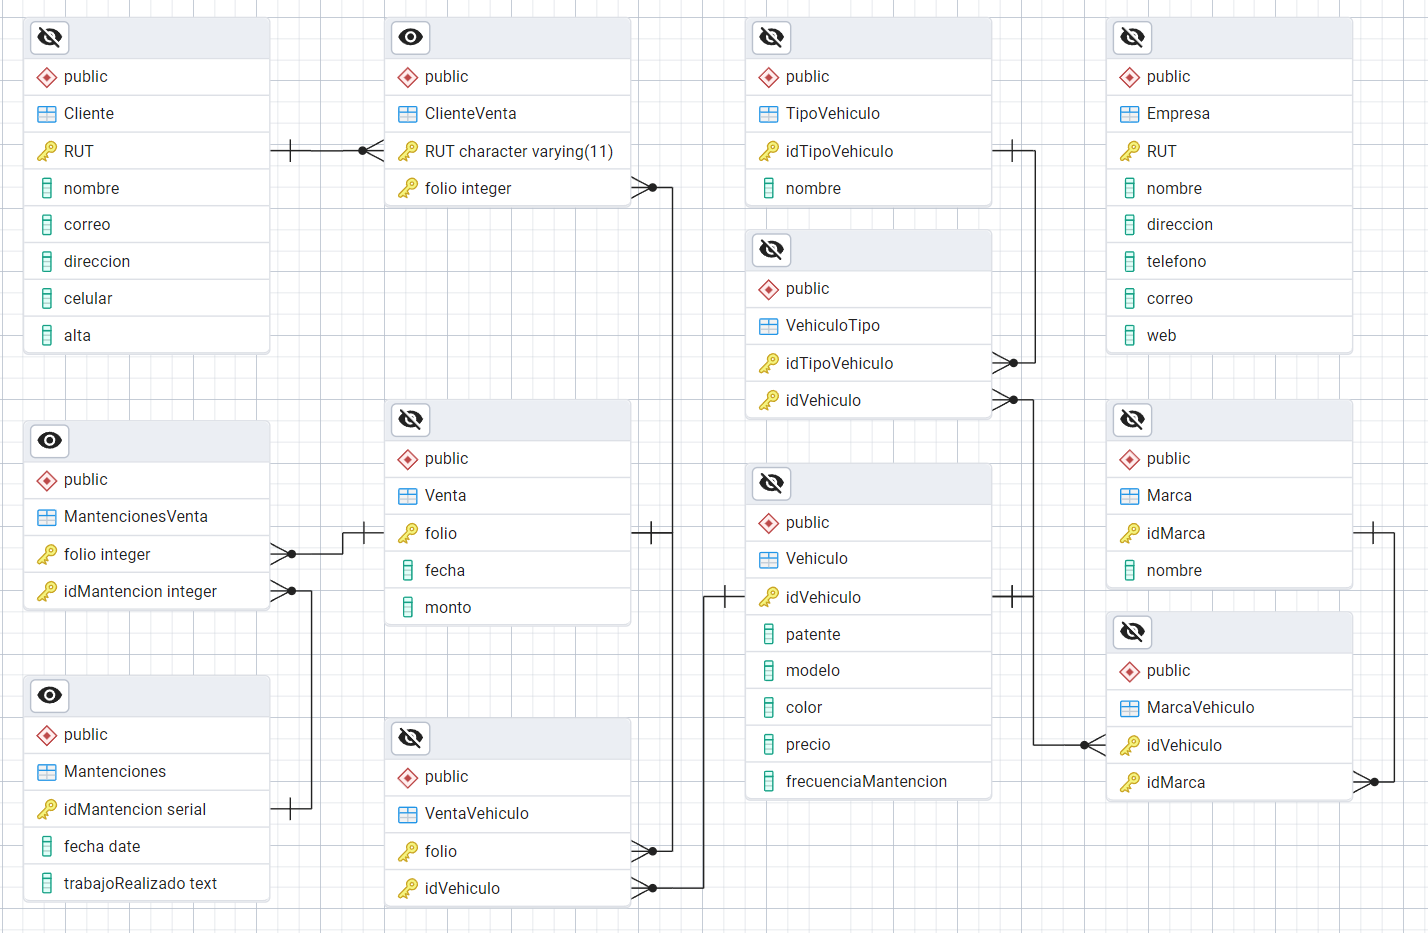 public
Cliente
RUT
nombre
correo
direccion
celular
alta
public
ClienteVenta
RUT character varying(11)
folio integer
public
TipoVehiculo
idTipoVehiculo
nombre
public
Empresa
RUT
nombre
direccion
telefono
correo
web
public
VehiculoTipo
idTipoVehiculo
idVehiculo
public
MantencionesVenta
folio integer
idMantencion integer
public
Venta
folio
fecha
monto
public
Vehiculo
idVehiculo
patente
modelo
color
precio
frecuenciaMantencion
public
Marca
idMarca
nombre
public
MarcaVehiculo
idVehiculo
idMarca
public
Mantenciones
idMantencion serial
fecha date
trabajoRealizado text
public
VentaVehiculo
folio
idVehiculo